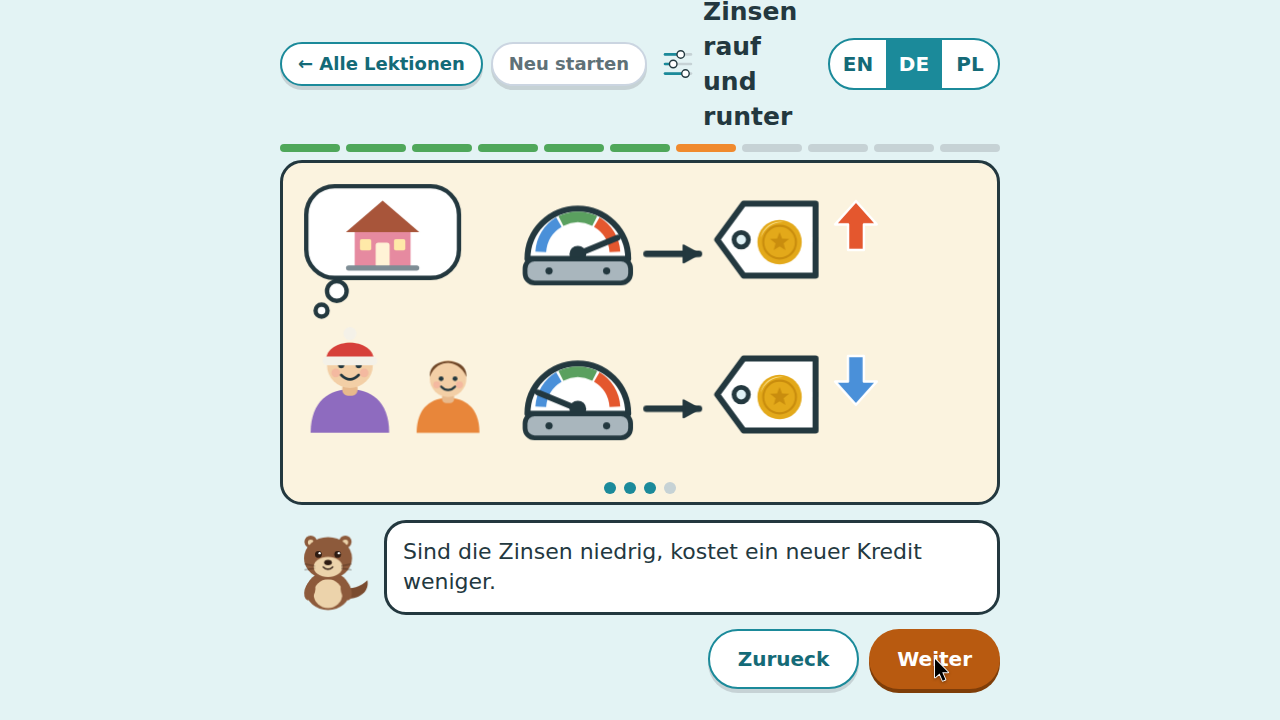 ← Alle Lektionen
Neu starten
Zinsen
rauf
und
runter
EN DE PL
Sind die Zinsen niedrig, kostet ein neuer Kredit
weniger.
Zurueck
Weiter